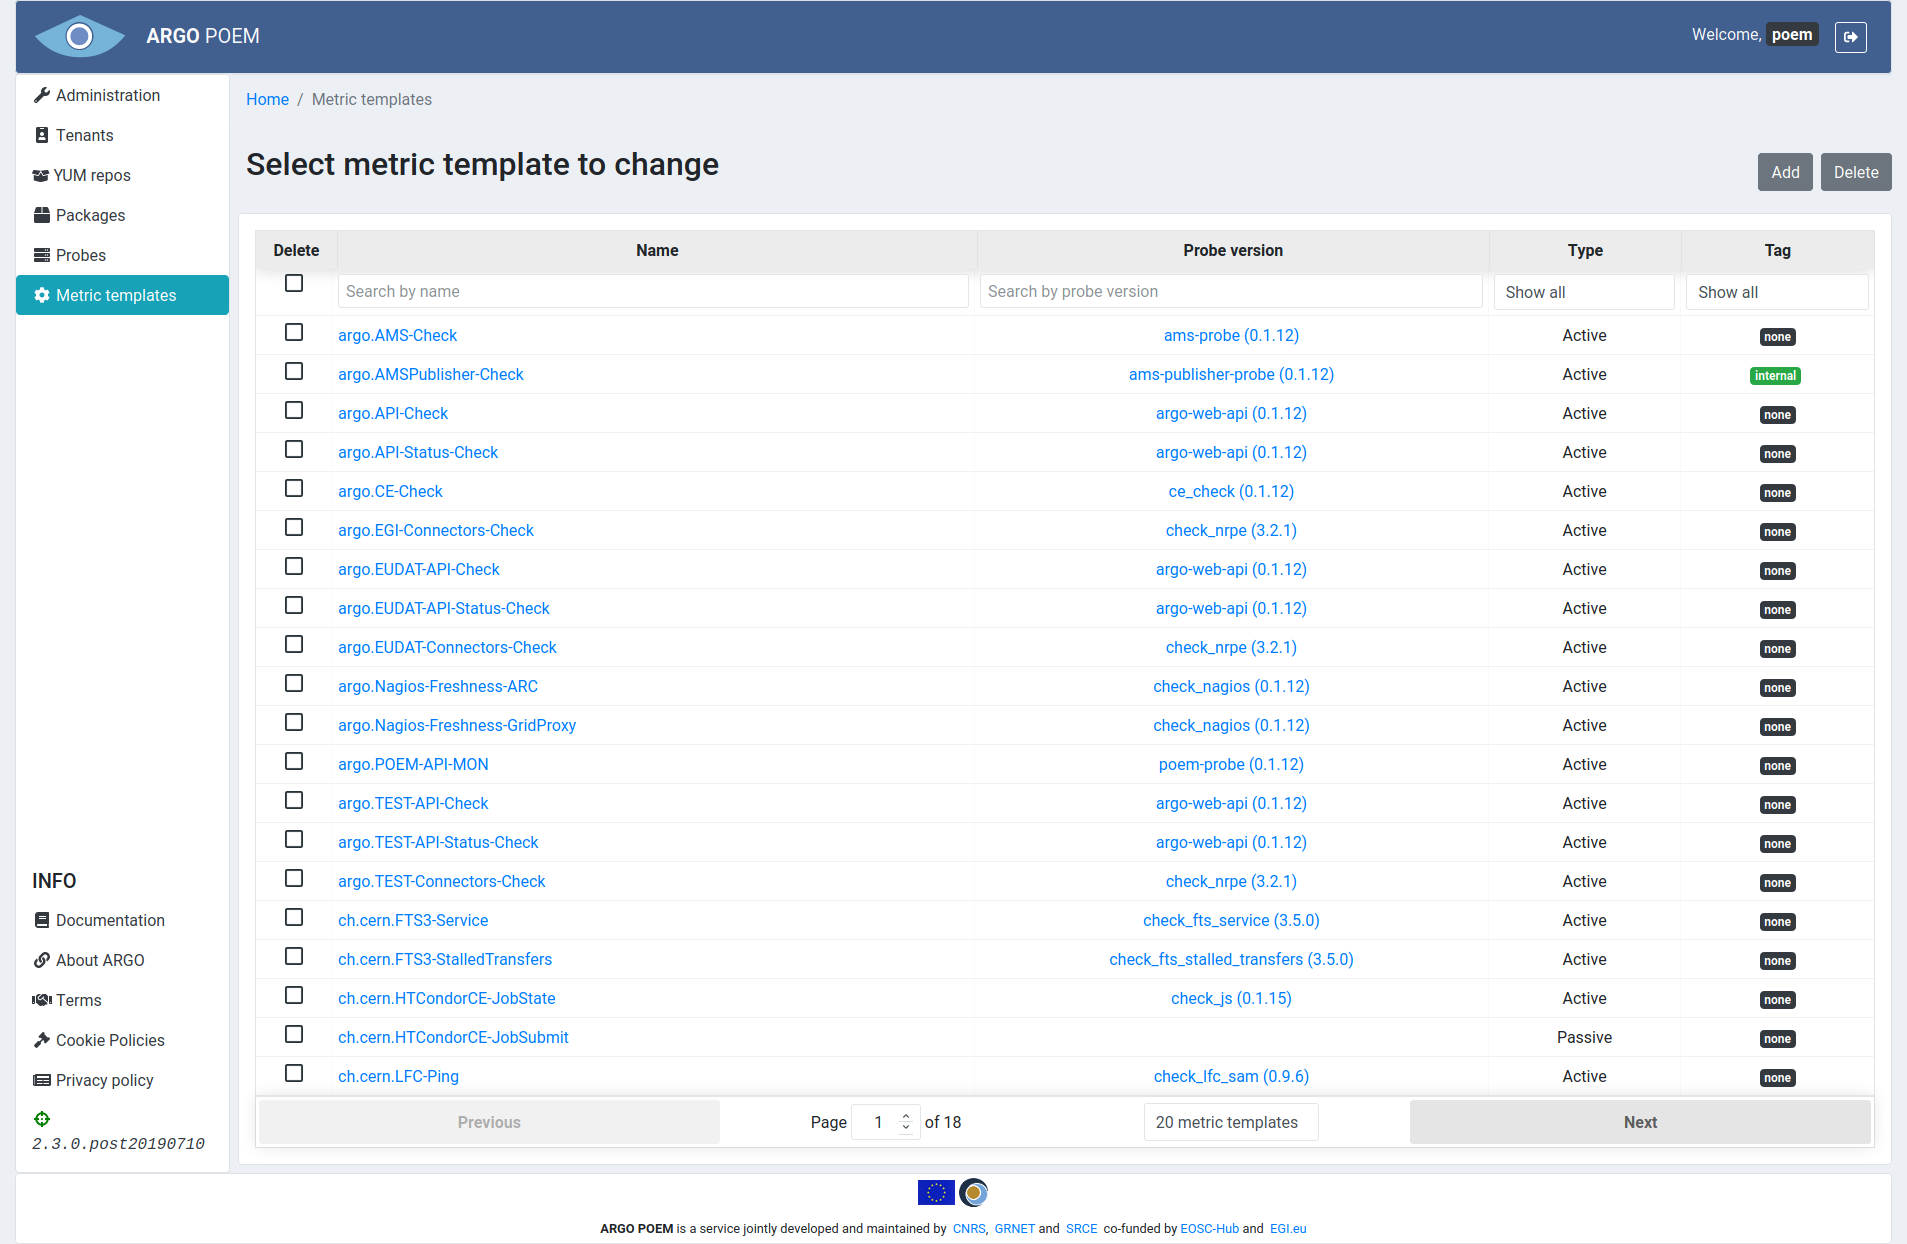 ARGO POEM
Welcome, poem
Administration
Tenants
YUM repos
Packages
Probes
Metric templates
INFO
Documentation
About ARGO
Terms
Cookie Policies
Privacy policy
2.3.0.post20190710
Home / Metric templates
Select metric template to change
Add Delete
Delete Name Probe version Type Tag
Search by name Search by probe version Show all Show all
argo.AMS-Check ams-probe (0.1.12) Active none
argo.AMSPublisher-Check ams-publisher-probe (0.1.12) Active internal
argo.API-Check argo-web-api (0.1.12) Active none
argo.API-Status-Check argo-web-api (0.1.12) Active none
argo.CE-Check ce_check (0.1.12) Active none
argo.EGI-Connectors-Check check_nrpe (3.2.1) Active none
argo.EUDAT-API-Check argo-web-api (0.1.12) Active none
argo.EUDAT-API-Status-Check argo-web-api (0.1.12) Active none
argo.EUDAT-Connectors-Check check_nrpe (3.2.1) Active none
argo.Nagios-Freshness-ARC check_nagios (0.1.12) Active none
argo.Nagios-Freshness-GridProxy check_nagios (0.1.12) Active none
argo.POEM-API-MON poem-probe (0.1.12) Active none
argo.TEST-API-Check argo-web-api (0.1.12) Active none
argo.TEST-API-Status-Check argo-web-api (0.1.12) Active none
argo.TEST-Connectors-Check check_nrpe (3.2.1) Active none
ch.cern.FTS3-Service check_fts_service (3.5.0) Active none
ch.cern.FTS3-StalledTransfers check_fts_stalled_transfers (3.5.0) Active none
ch.cern.HTCondorCE-JobState check_js (0.1.15) Active none
ch.cern.HTCondorCE-JobSubmit Passive none
ch.cern.LFC-Ping check_lfc_sam (0.9.6) Active none
Previous Page 1 of 18 20 metric templates Next
ARGO POEM is a service jointly developed and maintained by CNRS, GRNET and SRCE co-funded by EOSC-Hub and EGI.eu